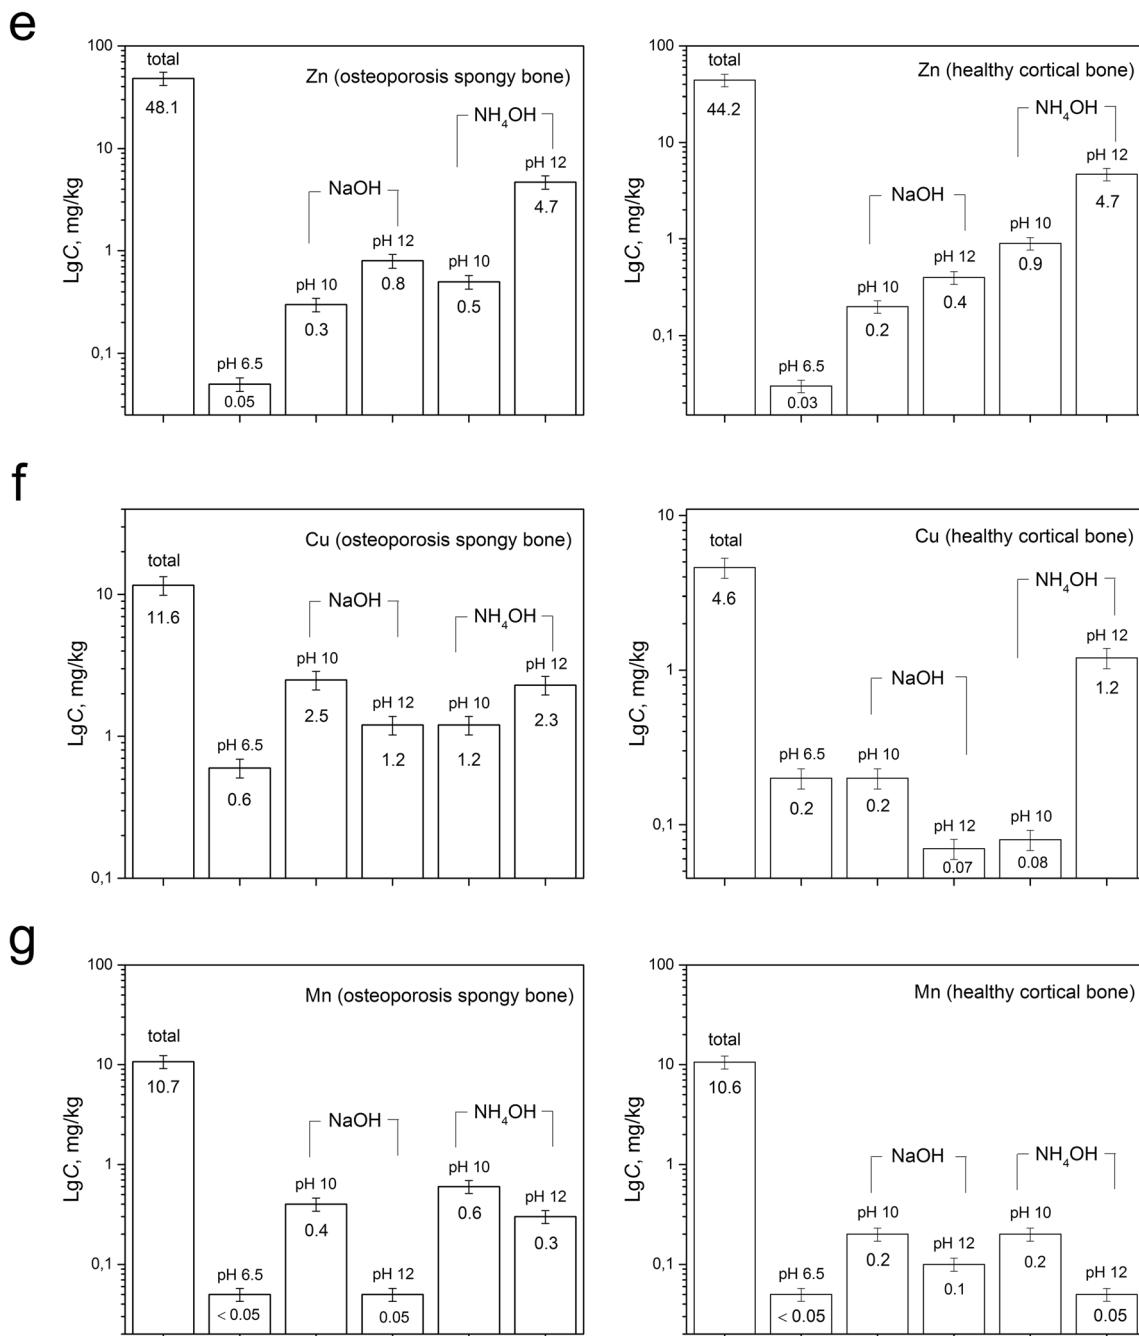 e
100
10
1
0,1
LgC, mg/kg
Zn (osteoporosis spongy bone)
total
48.1
pH 6.5
0.05
NaOH
pH 10
0.3
pH 12
0.8
NH₄OH
pH 10
0.5
pH 12
4.7
100
10
1
0,1
LgC, mg/kg
Zn (healthy cortical bone)
total
44.2
pH 6.5
0.03
NaOH
pH 10
0.2
pH 12
0.4
NH₄OH
pH 10
0.9
pH 12
4.7
f
10
1
0,1
LgC, mg/kg
Cu (osteoporosis spongy bone)
total
11.6
pH 6.5
0.6
NaOH
pH 10
2.5
pH 12
1.2
NH₄OH
pH 10
1.2
pH 12
2.3
10
1
0,1
LgC, mg/kg
Cu (healthy cortical bone)
total
4.6
pH 6.5
0.2
NaOH
pH 10
0.2
pH 12
0.07
NH₄OH
pH 10
0.08
pH 12
1.2
g
100
10
1
0,1
LgC, mg/kg
Mn (osteoporosis spongy bone)
total
10.7
pH 6.5
< 0.05
NaOH
pH 10
0.4
pH 12
0.05
NH₄OH
pH 10
0.6
pH 12
0.3
100
10
1
0,1
LgC, mg/kg
Mn (healthy cortical bone)
total
10.6
pH 6.5
< 0.05
NaOH
pH 10
0.2
pH 12
0.1
NH₄OH
pH 10
0.2
pH 12
0.05